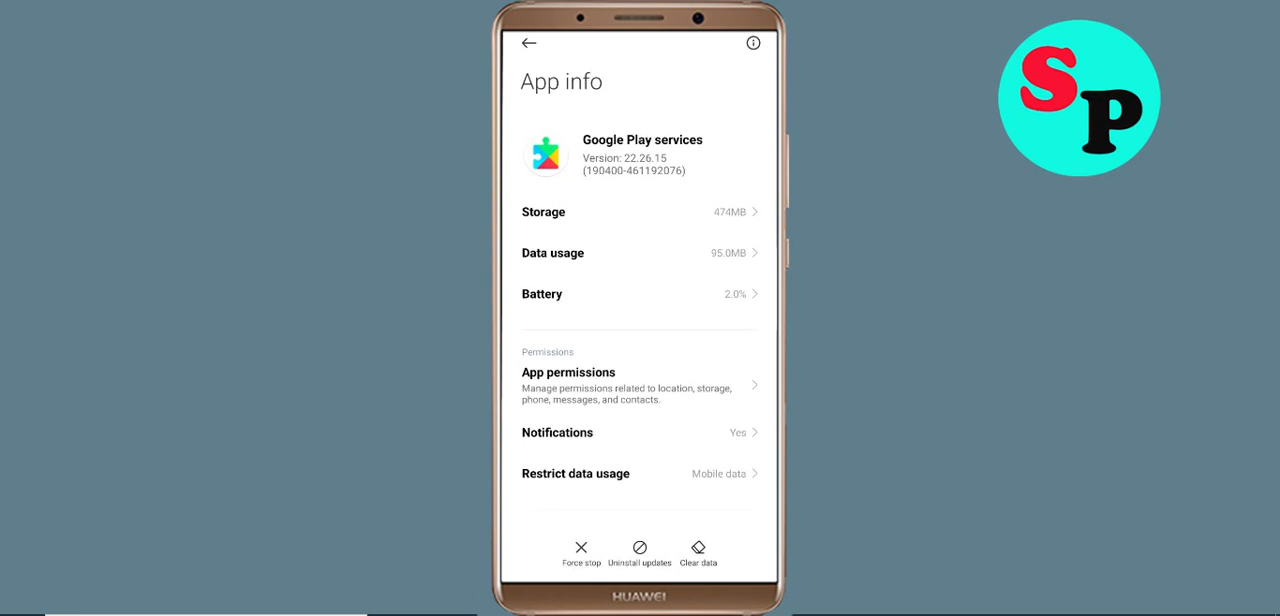 App info
Google Play services
Version: 22.26.15
(190400-461192076)
Storage 474MB
Data usage 95.0MB
Battery 2.0%
Permissions
App permissions
Manage permissions related to location, storage,
phone, messages, and contacts.
Notifications Yes
Restrict data usage Mobile data
Force stop Uninstall updates Clear data
HUAWEI
SP